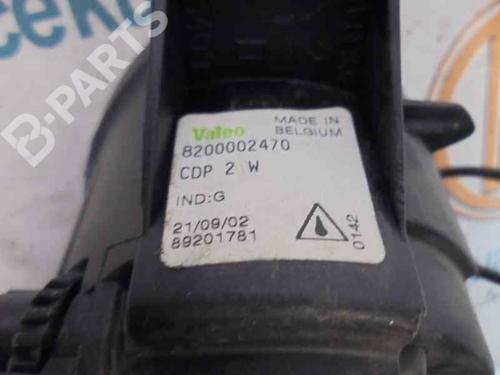 B-PARTS
Valeo
MADE IN
BELGIUM
8200002470
CDP 2 W
IND:G
21/09/02
89201781
0142